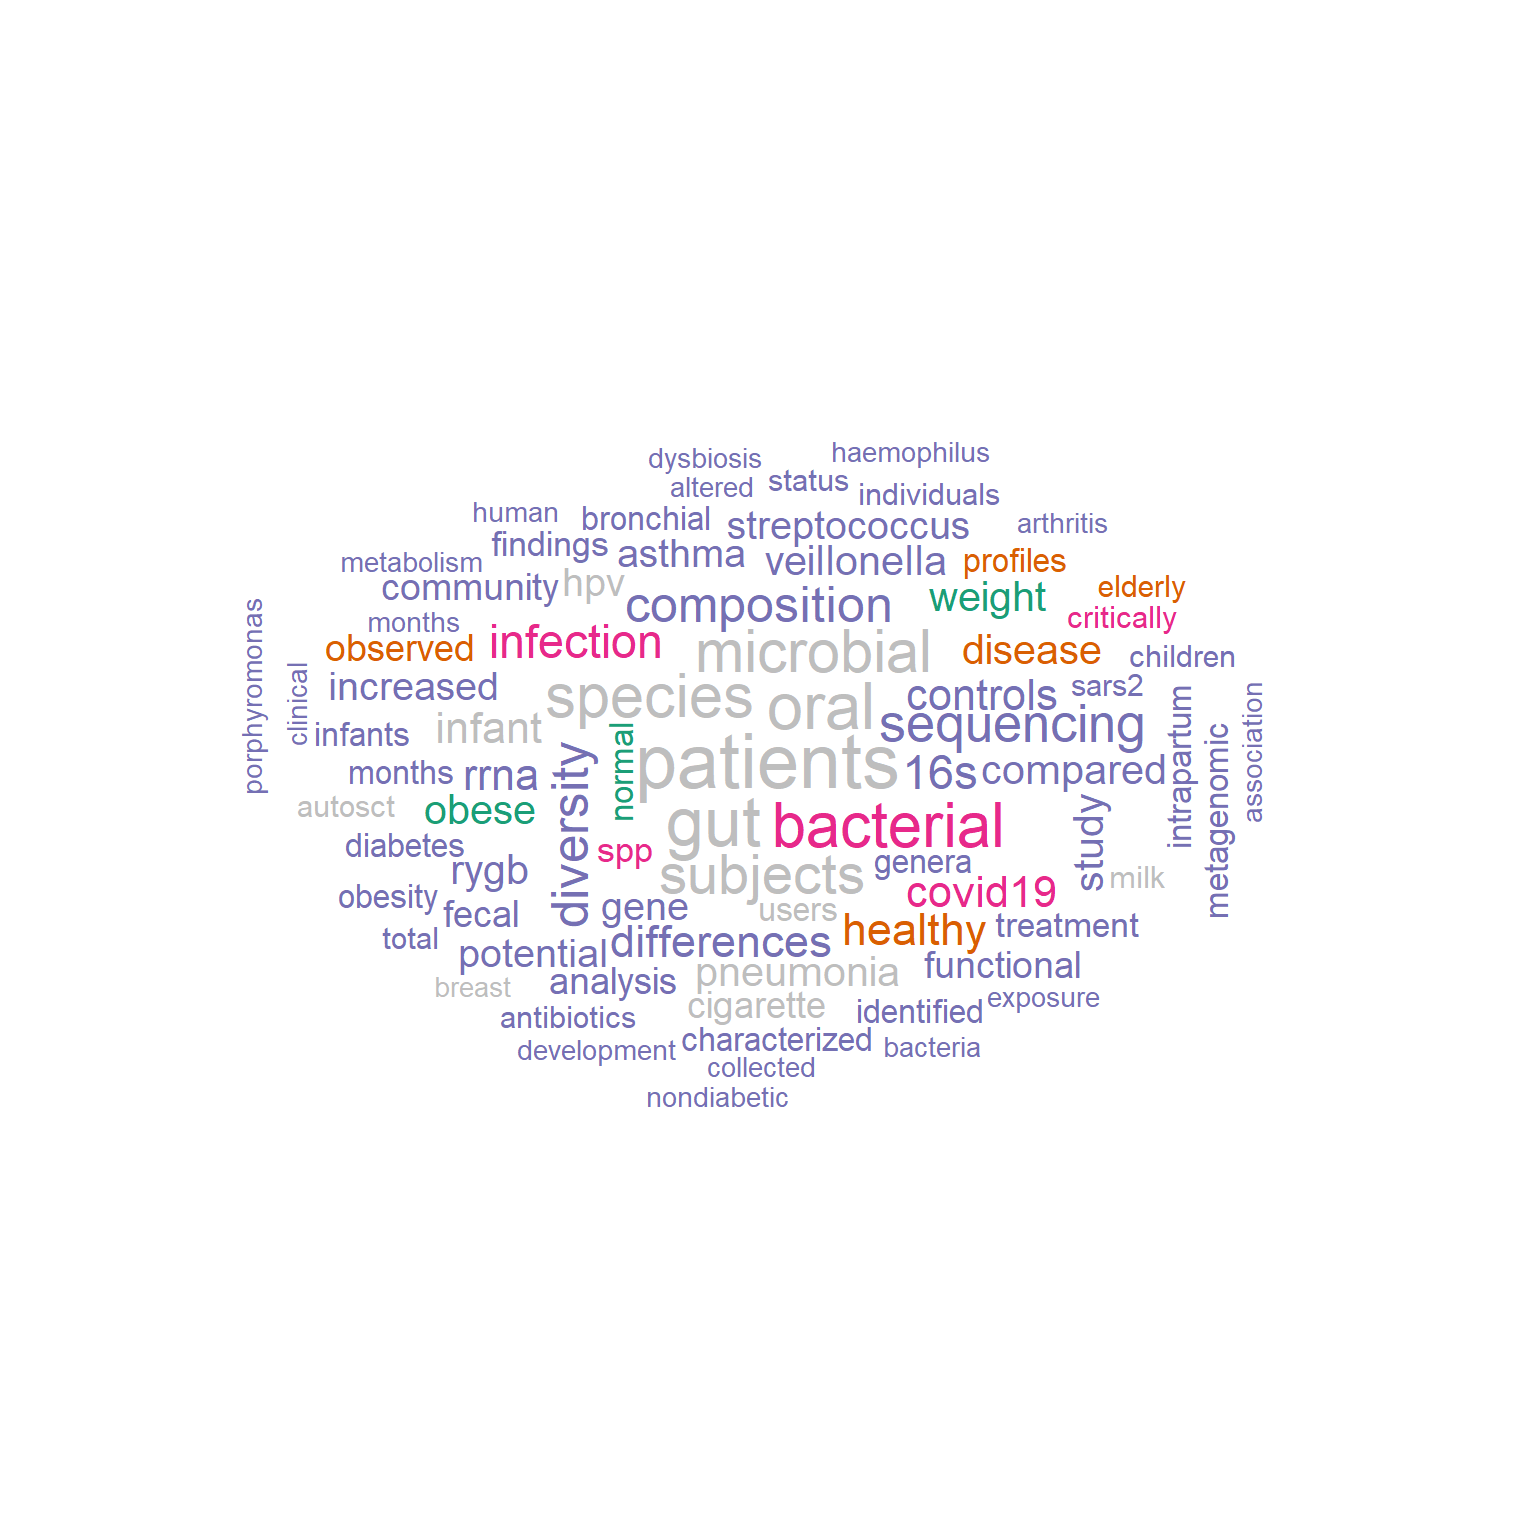 haemophilus
dysbiosis
status
altered
individuals
human
bronchial
streptococcus
arthritis
findings
asthma
veillonella
profiles
metabolism
community
hpv
composition
weight
elderly
months
critically
observed
infection
microbial
disease
children
porphyromonas
clinical
increased
species
oral
controls
sars2
infants
infant
normal
sequencing
intrapartum
metagenomic
association
months
rrna
diversity
patients
16s
compared
autosct
obese
gut
bacterial
study
diabetes
spp
genera
rygb
subjects
covid19
milk
obesity
fecal
gene
users
healthy
treatment
total
potential
differences
functional
breast
analysis
pneumonia
exposure
cigarette
identified
antibiotics
characterized
development
bacteria
collected
nondiabetic